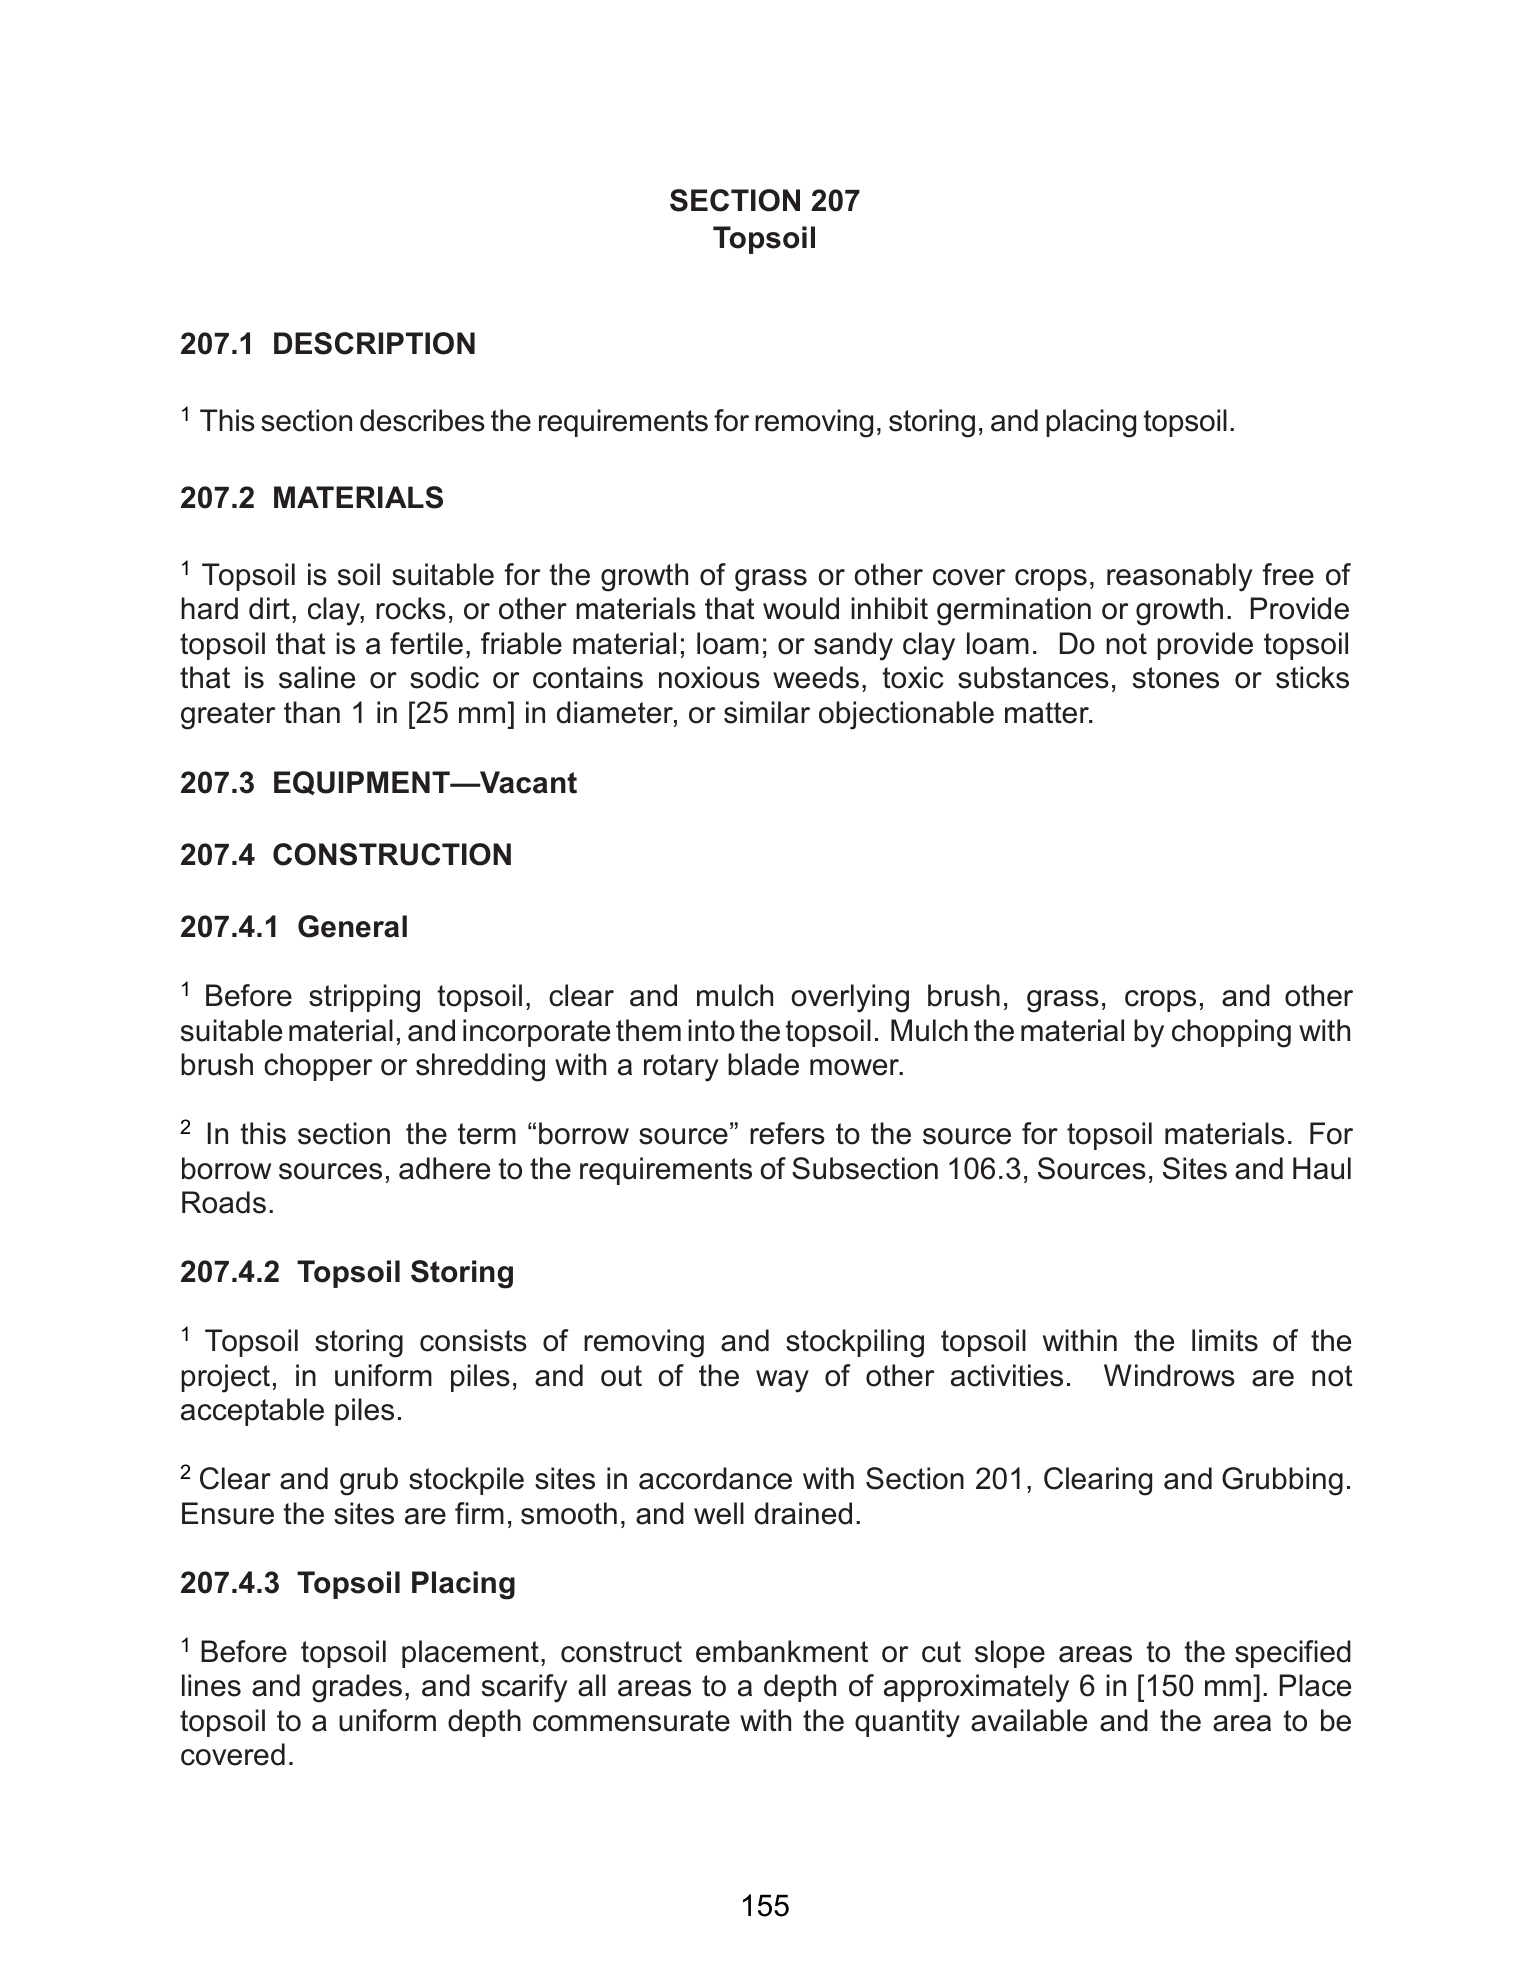 SECTION 207
Topsoil
207.1 DESCRIPTION
1 This section describes the requirements for removing, storing, and placing topsoil.
207.2 MATERIALS
1 Topsoil is soil suitable for the growth of grass or other cover crops, reasonably free of
hard dirt, clay, rocks, or other materials that would inhibit germination or growth. Provide
topsoil that is a fertile, friable material; loam; or sandy clay loam. Do not provide topsoil
that is saline or sodic or contains noxious weeds, toxic substances, stones or sticks
greater than 1 in [25 mm] in diameter, or similar objectionable matter.
207.3 EQUIPMENT—Vacant
207.4 CONSTRUCTION
207.4.1 General
1 Before stripping topsoil, clear and mulch overlying brush, grass, crops, and other
suitable material, and incorporate them into the topsoil. Mulch the material by chopping with
brush chopper or shredding with a rotary blade mower.
2 In this section the term “borrow source” refers to the source for topsoil materials. For
borrow sources, adhere to the requirements of Subsection 106.3, Sources, Sites and Haul
Roads.
207.4.2 Topsoil Storing
1 Topsoil storing consists of removing and stockpiling topsoil within the limits of the
project, in uniform piles, and out of the way of other activities. Windrows are not
acceptable piles.
2 Clear and grub stockpile sites in accordance with Section 201, Clearing and Grubbing.
Ensure the sites are firm, smooth, and well drained.
207.4.3 Topsoil Placing
1 Before topsoil placement, construct embankment or cut slope areas to the specified
lines and grades, and scarify all areas to a depth of approximately 6 in [150 mm]. Place
topsoil to a uniform depth commensurate with the quantity available and the area to be
covered.
155